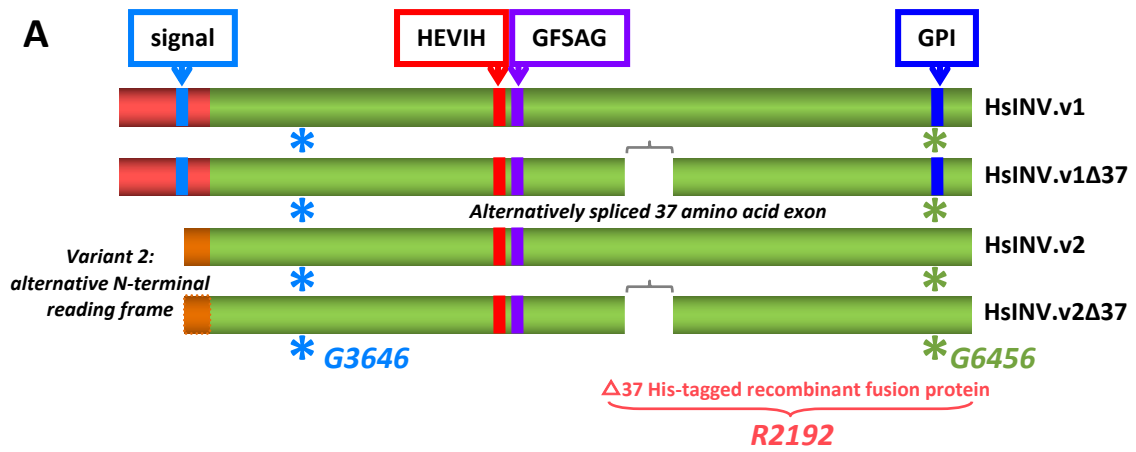 A
signal
HEVIH
GFSAG
GPI
HsINV.v1
*
*
HsINV.v1Δ37
*
Alternatively spliced 37 amino acid exon
*
Variant 2:
alternative N-terminal
reading frame
HsINV.v2
*
*
HsINV.v2Δ37
* G3646
* G6456
Δ37 His-tagged recombinant fusion protein
R2192